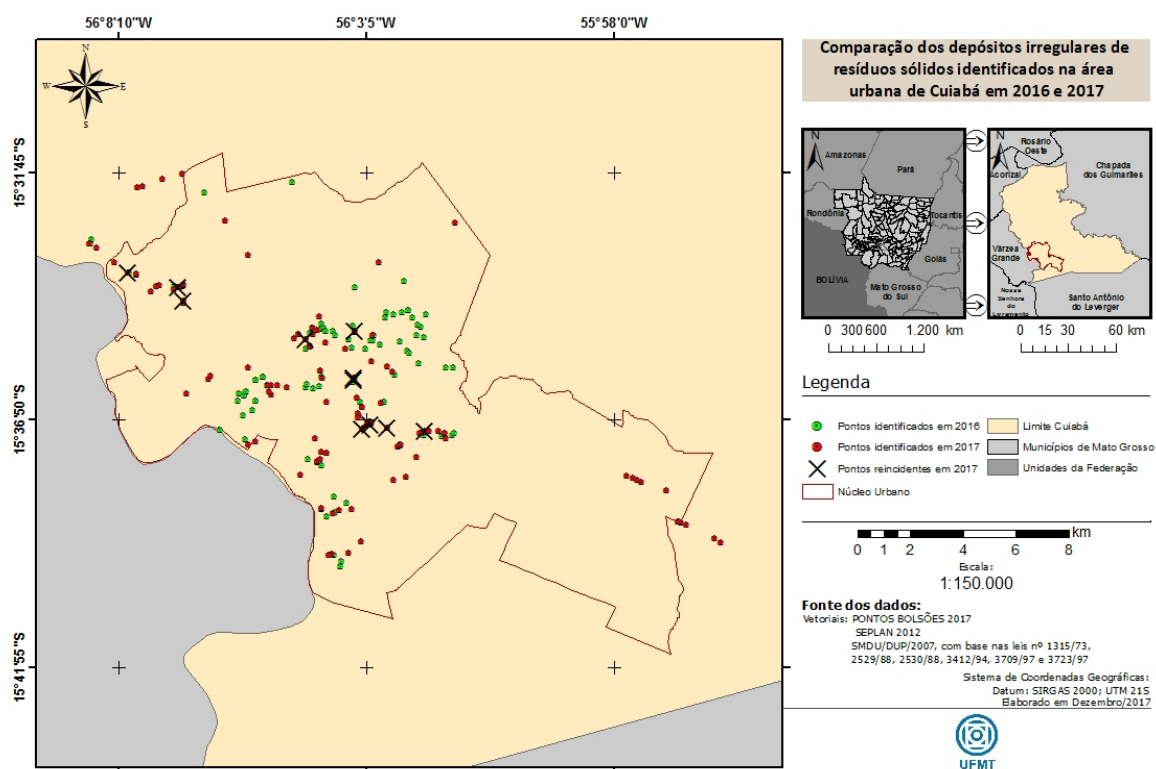 56°8'10"W
56°3'5"W
55°58'0"W
15°31'45"S
15°36'50"S
15°41'55"S
N
W
E
S
Comparação dos depósitos irregulares de
resíduos sólidos identificados na área
urbana de Cuiabá em 2016 e 2017
N
Amazonas
Pará
Rondônia
Tocantis
Goiás
BOLÍVIA
Mato Grosso
do Sul
0 300 600 1.200 km
N
Rosário
Oeste
Acorizal
Chapada
dos Guimarães
Várzea
Grande
Nossa
Senhora
do
Livramento
Santo Antônio
do Leverger
0 15 30 60 km
Legenda
Pontos identificados em 2016
Pontos identificados em 2017
Pontos reincidentes em 2017
Núcleo Urbano
Limite Cuiabá
Municípios de Mato Grosso
Unidades da Federação
km
0 1 2 4 6 8
Escala:
1:150.000
Fonte dos dados:
Vetoriais: PONTOS BOLSÕES 2017
SEPLAN 2012
SMDU/DUP/2007, com base nas leis nº 1315/73,
2529/88, 2530/88, 3412/94, 3709/97 e 3723/97
Sistema de Coordenadas Geográficas:
Datum: SIRGAS 2000; UTM 21S
Elaborado em Dezembro/2017
UFMT